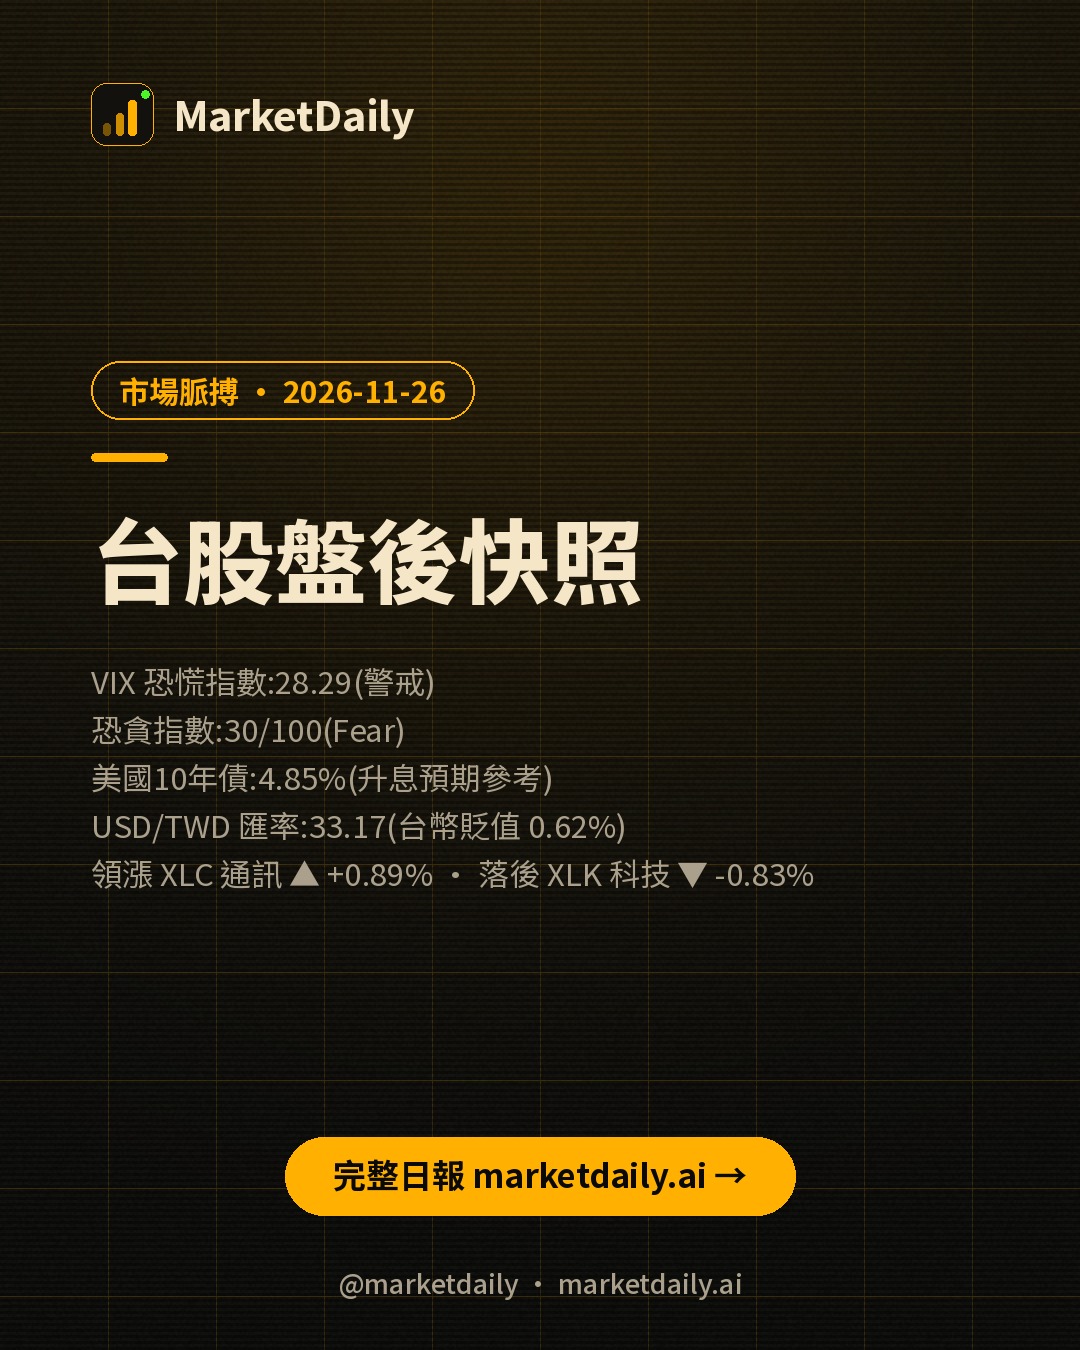 MarketDaily
市場脈搏 • 2026-11-26
台股盤後快照
VIX 恐慌指數:28.29(警戒)
恐貪指數:30/100(Fear)
美國10年債:4.85%(升息預期參考)
USD/TWD 匯率:33.17(台幣貶值 0.62%)
領漲 XLC 通訊 ▲ +0.89% • 落後 XLK 科技 ▼ -0.83%
完整日報 marketdaily.ai →
@marketdaily • marketdaily.ai